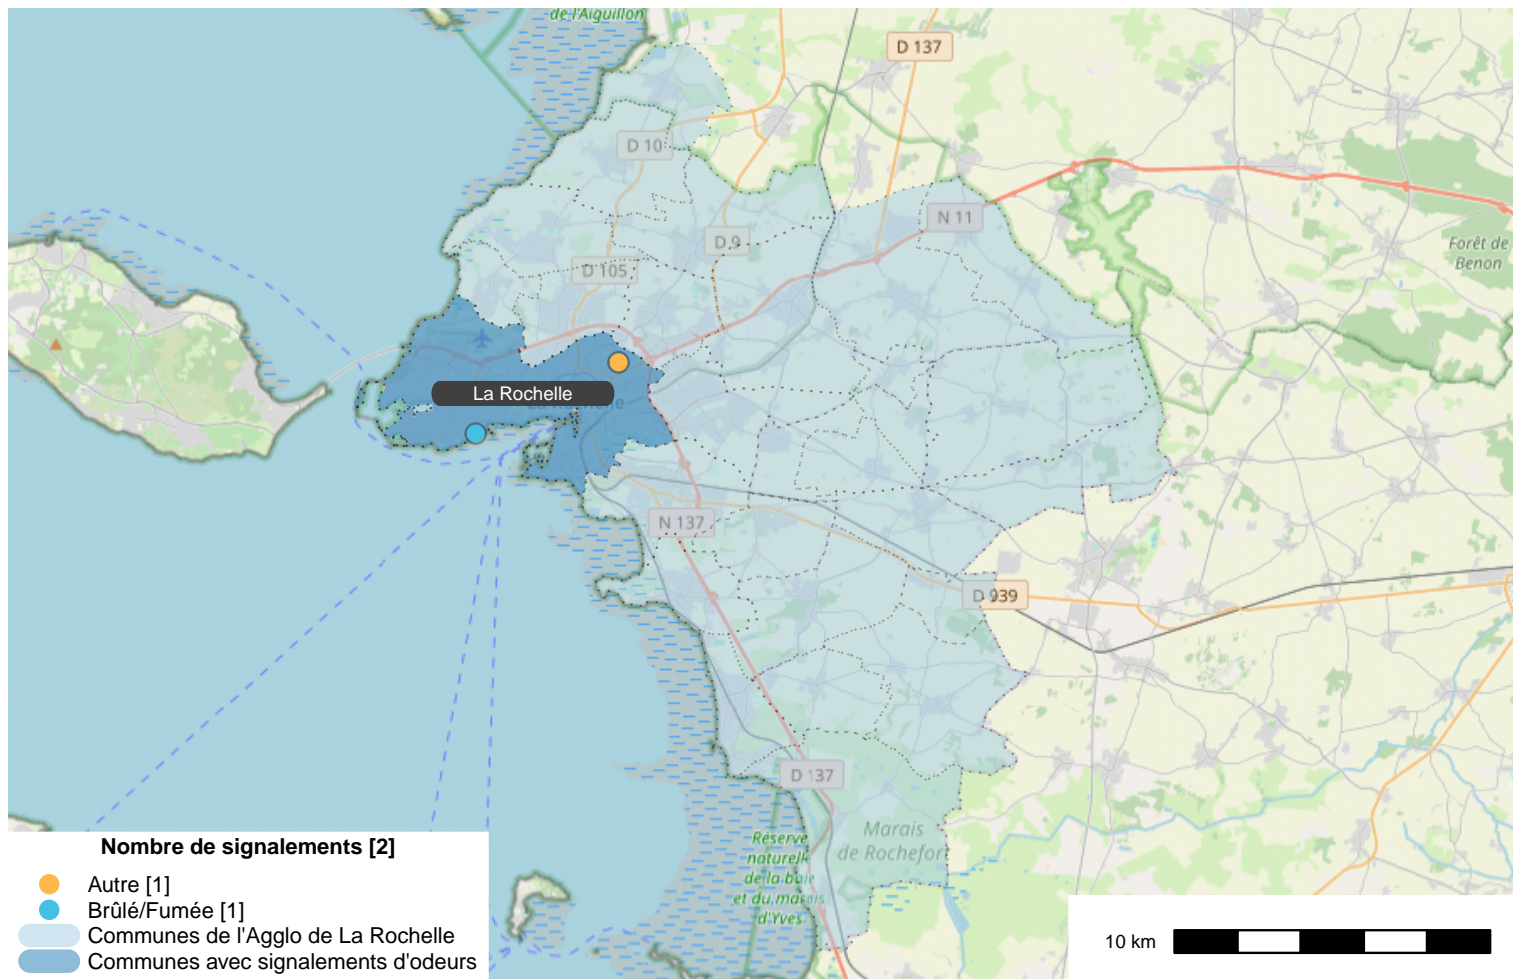 de l'Aiguillon
D 137
D 10
N 11
D 9
Forêt de
Benon
D 105
La Rochelle
N 137
D 939
D 137
Marais
de Rochefort
Réserve
naturelle
de la baie
et du marais
d'Yves
Nombre de signalements [2]
Autre [1]
Brûlé/Fumée [1]
Communes de l'Agglo de La Rochelle
Communes avec signalements d'odeurs
10 km